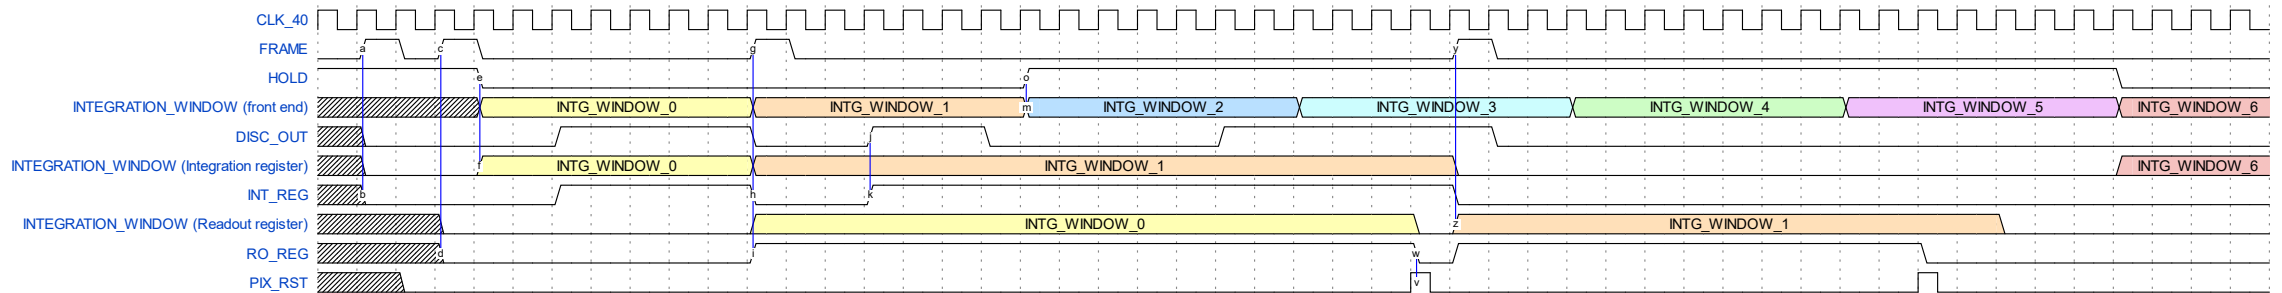 CLK_40
FRAME a c g y
HOLD e o
INTEGRATION_WINDOW (front end) INTG_WINDOW_0 INTG_WINDOW_1 m INTG_WINDOW_2 INTG_WINDOW_3 INTG_WINDOW_4 INTG_WINDOW_5 INTG_WINDOW_6
DISC_OUT j
INTEGRATION_WINDOW (Integration register) f INTG_WINDOW_0 INTG_WINDOW_1 INTG_WINDOW_6
INT_REG b h k
INTEGRATION_WINDOW (Readout register) INTG_WINDOW_0 z INTG_WINDOW_1
RO_REG d i w
PIX_RST v